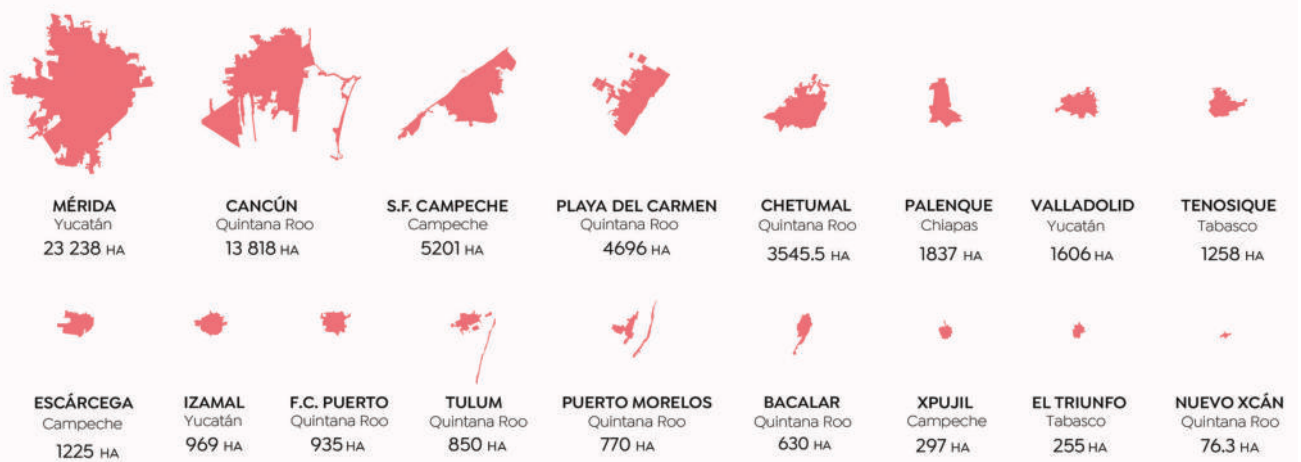 MÉRIDA
Yucatán
23 238 HA
CANCÚN
Quintana Roo
13 818 HA
S.F. CAMPECHE
Campeche
5201 HA
PLAYA DEL CARMEN
Quintana Roo
4696 HA
CHETUMAL
Quintana Roo
3545.5 HA
PALENQUE
Chiapas
1837 HA
VALLADOLID
Yucatán
1606 HA
TENOSIQUE
Tabasco
1258 HA
ESCÁRCEGA
Campeche
1225 HA
IZAMAL
Yucatán
969 HA
F.C. PUERTO
Quintana Roo
935 HA
TULUM
Quintana Roo
850 HA
PUERTO MORELOS
Quintana Roo
770 HA
BACALAR
Quintana Roo
630 HA
XPUJIL
Campeche
297 HA
EL TRIUNFO
Tabasco
255 HA
NUEVO XCÁN
Quintana Roo
76.3 HA